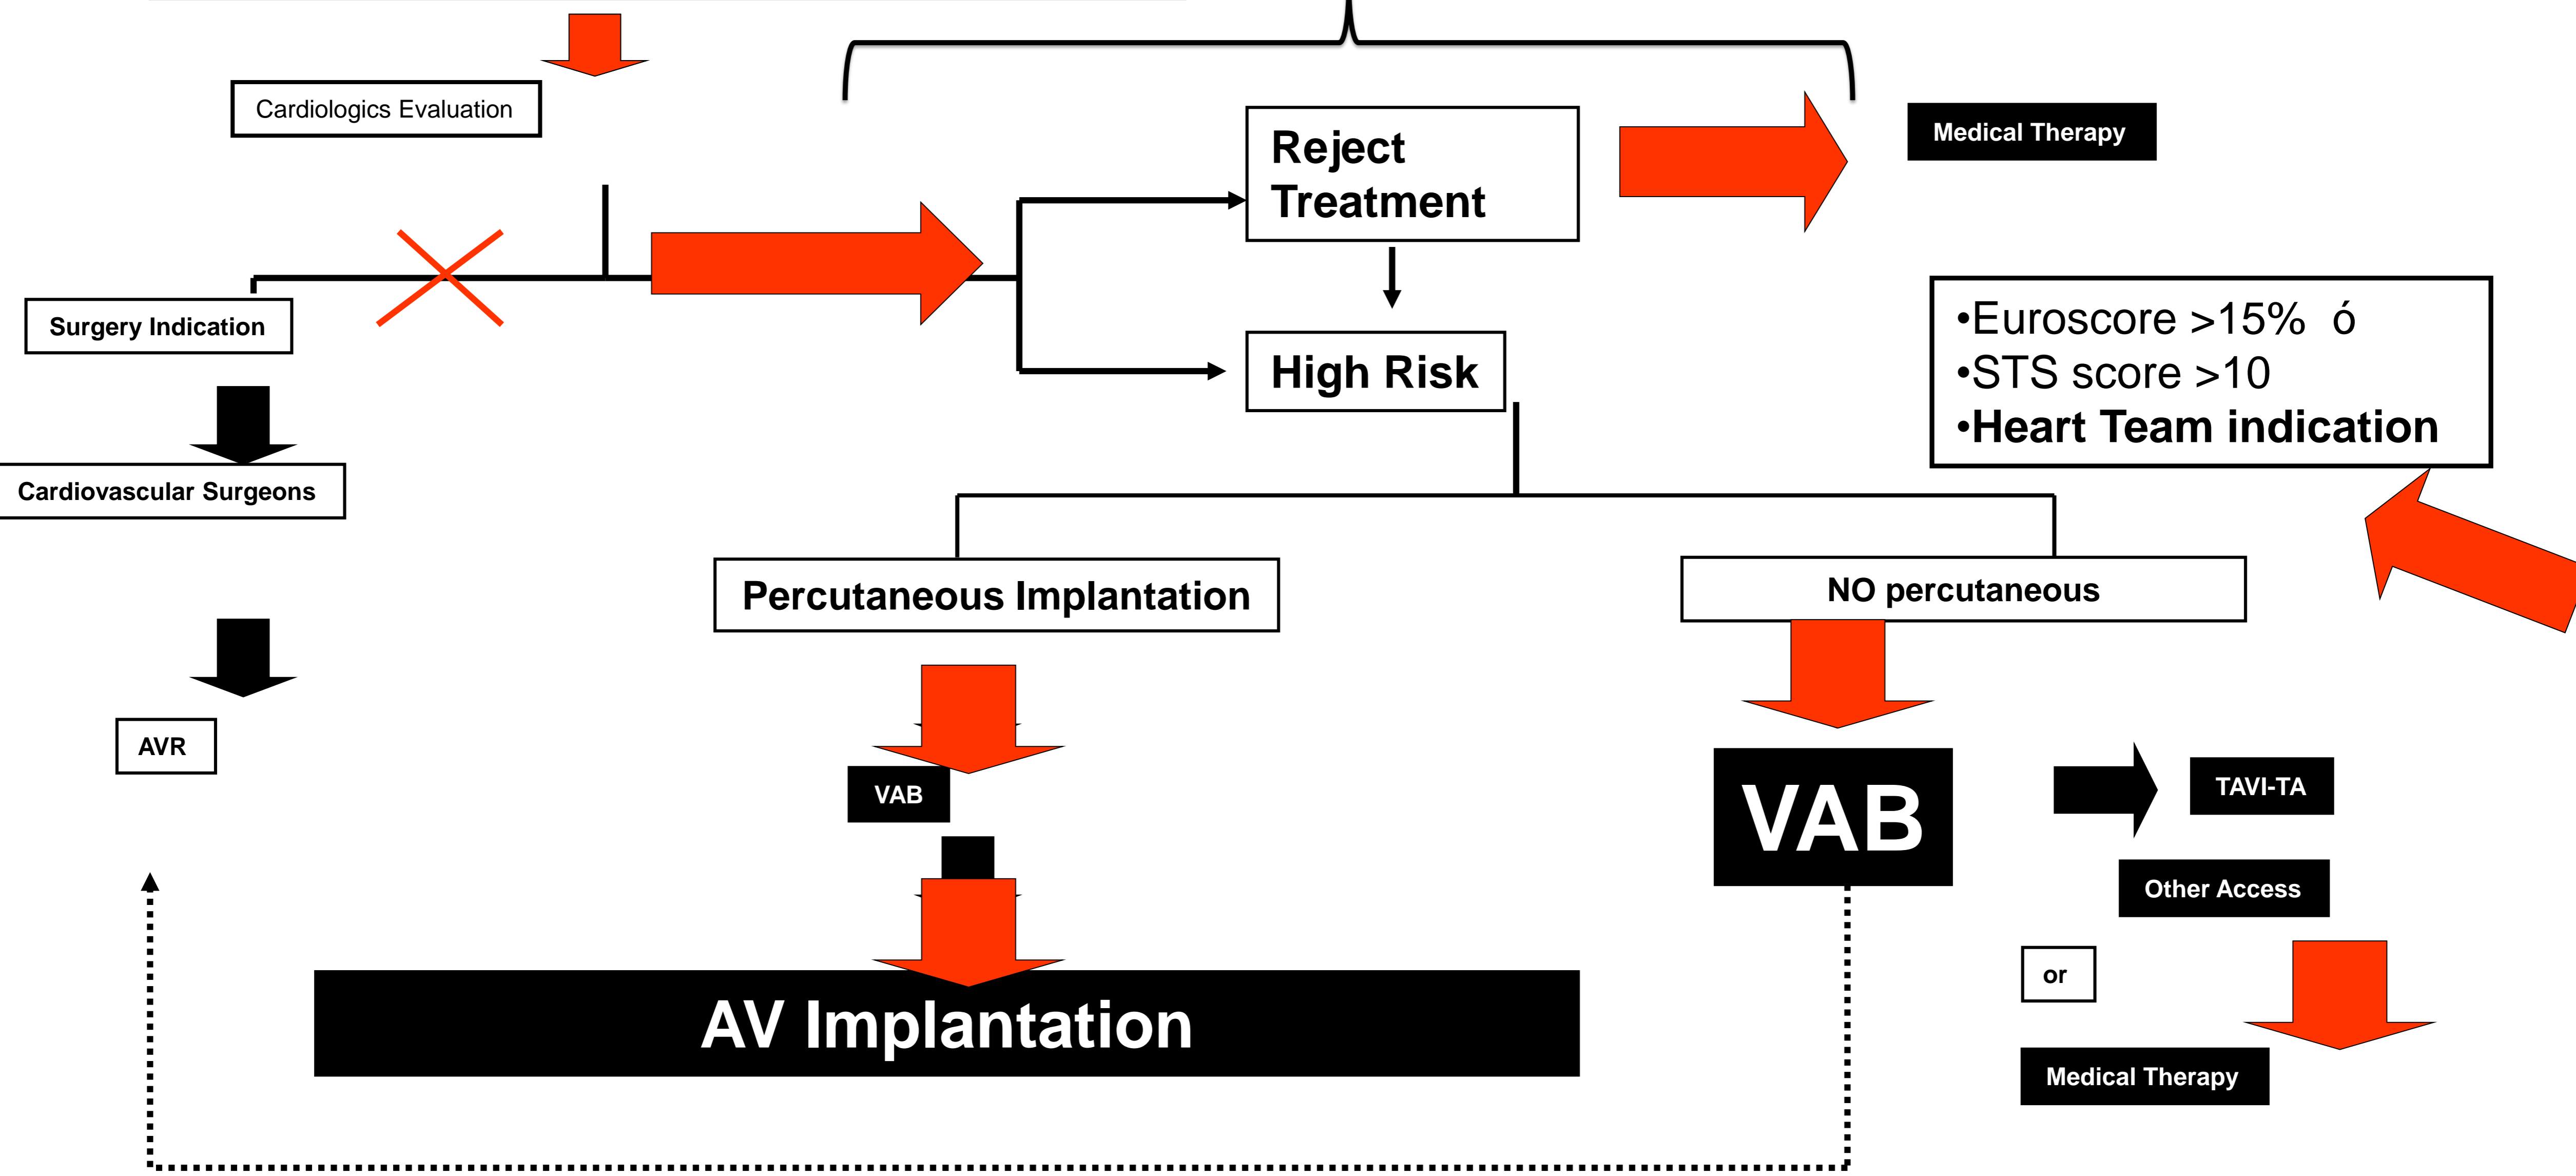 Cardiologics Evaluation
Reject
Treatment
Medical Therapy
Surgery Indication
High Risk
•Euroscore >15% ó
•STS score >10
•Heart Team indication
Cardiovascular Surgeons
Percutaneous Implantation
NO percutaneous
AVR
VAB
VAB
TAVI-TA
Other Access
or
AV Implantation
Medical Therapy